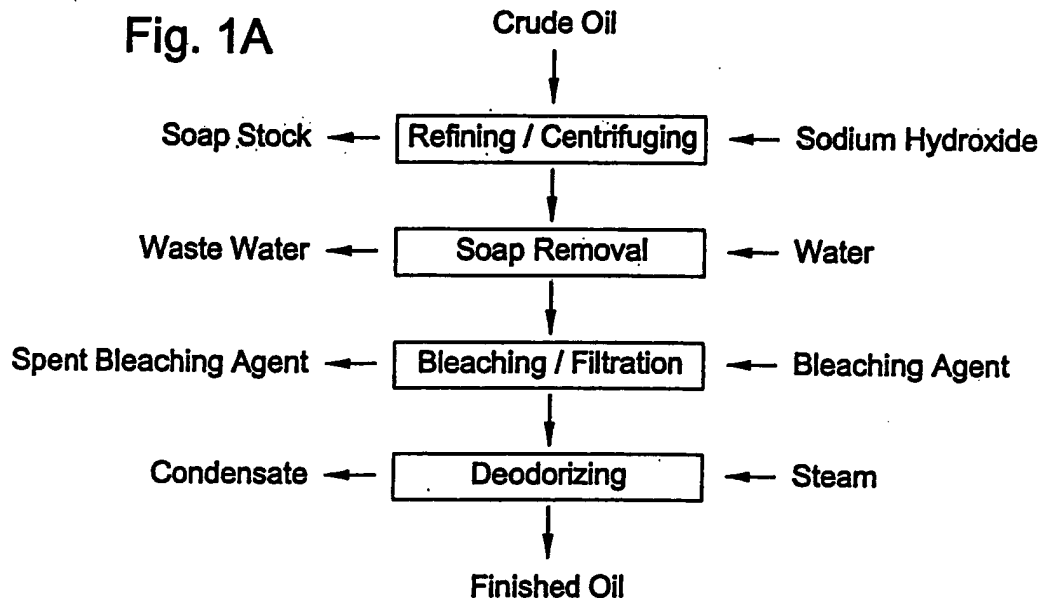 Fig. 1A
Crude Oil
Soap Stock
Refining / Centrifuging
Sodium Hydroxide
Waste Water
Soap Removal
Water
Spent Bleaching Agent
Bleaching / Filtration
Bleaching Agent
Condensate
Deodorizing
Steam
Finished Oil